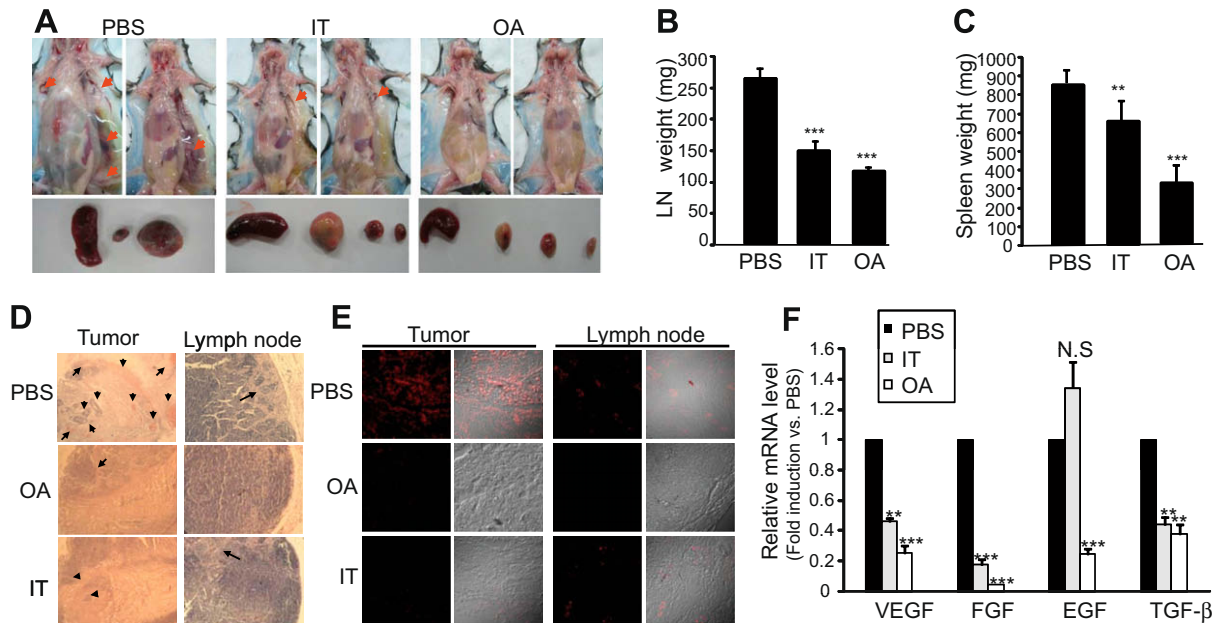 A
PBS
IT
OA
B
LN weight (mg)
300
250
200
150
100
50
0
***
***
PBS
IT
OA
C
Spleen weight (mg)
1000
900
800
700
600
500
400
300
200
100
0
**
***
PBS
IT
OA
D
Tumor
Lymph node
PBS
OA
IT
E
Tumor
Lymph node
PBS
OA
IT
F
PBS
IT
OA
Relative mRNA level
(Fold induction vs. PBS)
1.6
1.4
1.2
1
0.8
0.6
0.4
0.2
0
**
***
***
***
N.S
***
**
**
VEGF
FGF
EGF
TGF-β